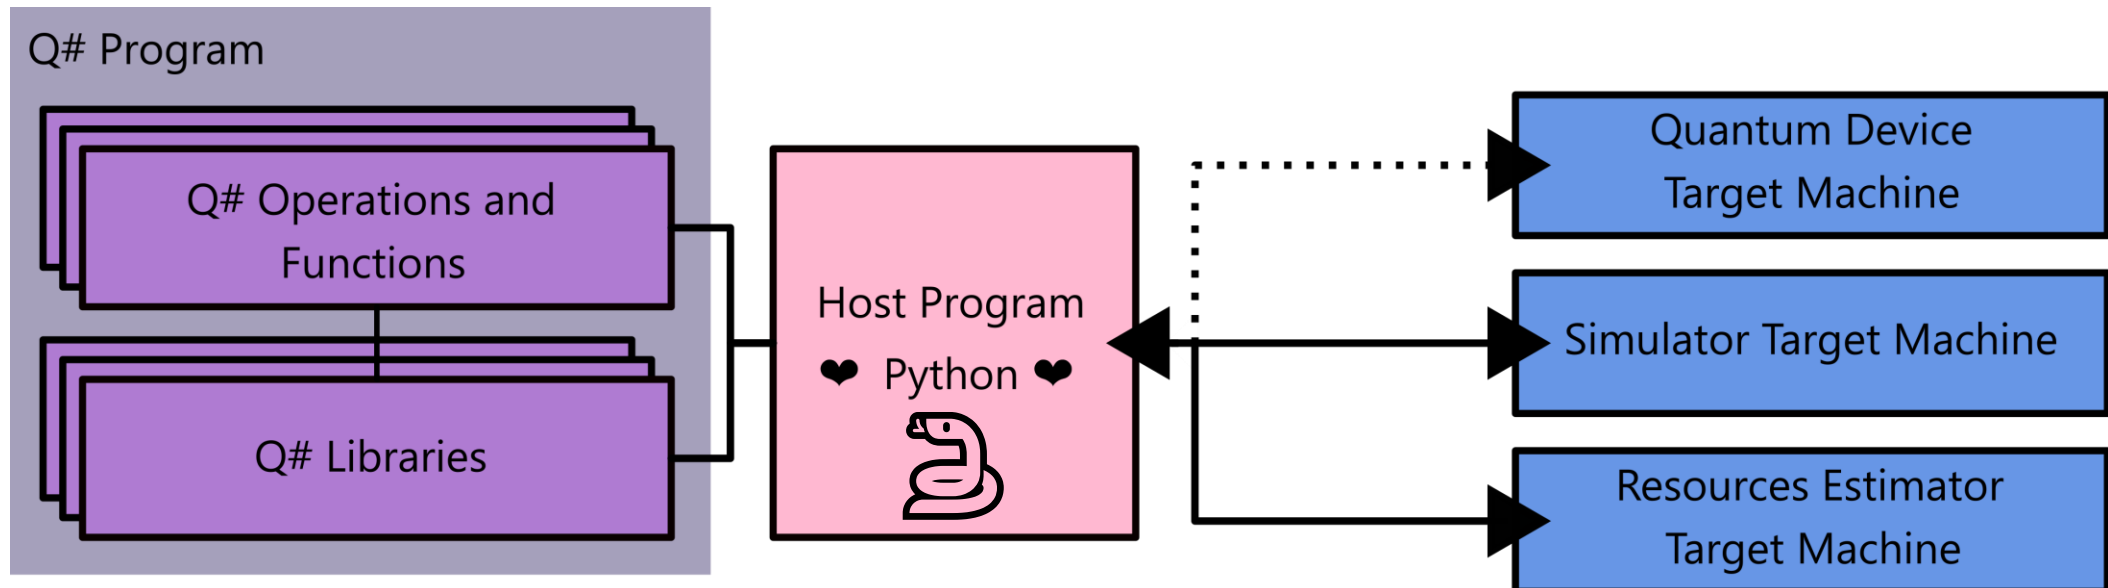 Q# Program
Q# Operations and
Functions
Q# Libraries
Host Program
❤ Python ❤
Quantum Device
Target Machine
Simulator Target Machine
Resources Estimator
Target Machine